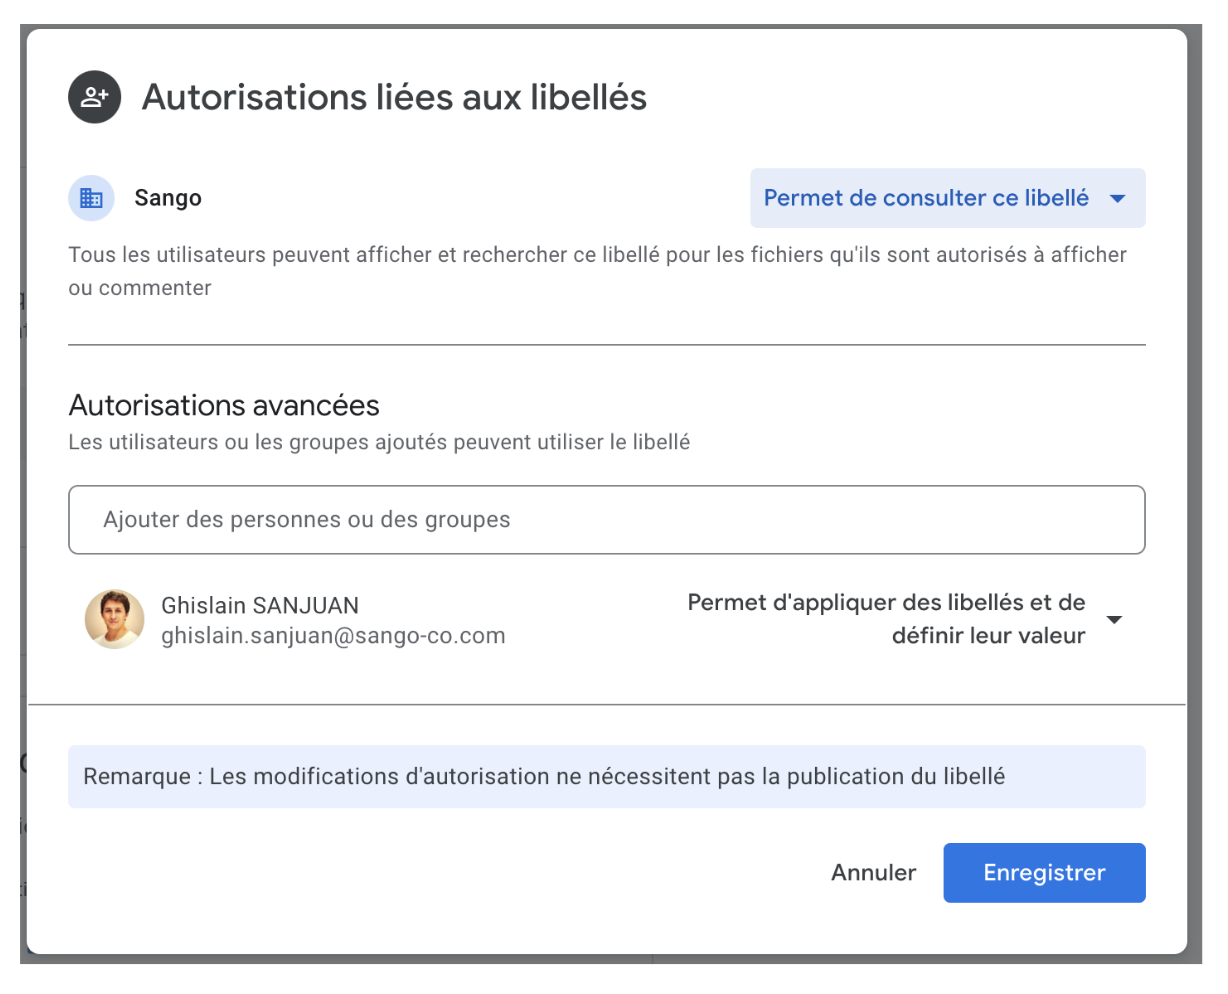 Autorisations liées aux libellés
Sango
Permet de consulter ce libellé
Tous les utilisateurs peuvent afficher et rechercher ce libellé pour les fichiers qu'ils sont autorisés à afficher
ou commenter
Autorisations avancées
Les utilisateurs ou les groupes ajoutés peuvent utiliser le libellé
Ajouter des personnes ou des groupes
Ghislain SANJUAN
ghislain.sanjuan@sango-co.com
Permet d'appliquer des libellés et de
définir leur valeur
Remarque : Les modifications d'autorisation ne nécessitent pas la publication du libellé
Annuler
Enregistrer